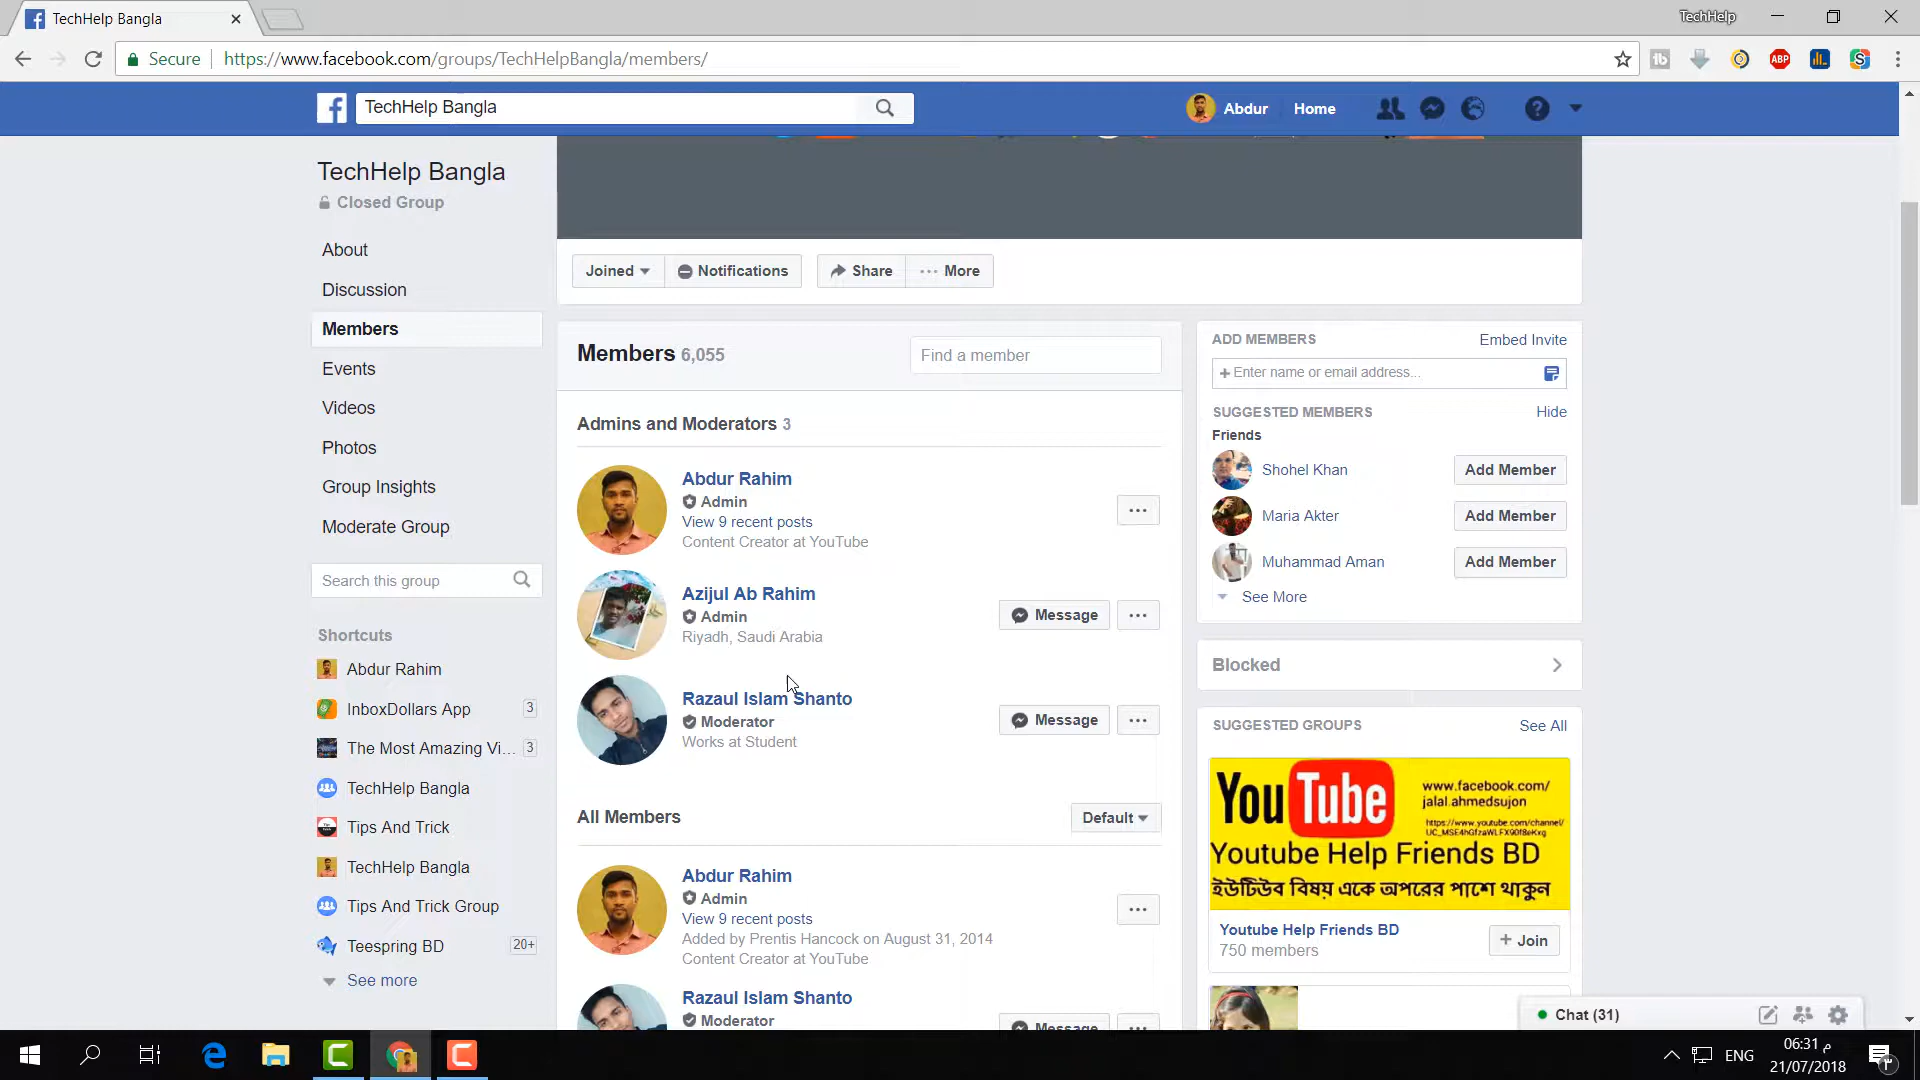 TechHelp Bangla
TechHelp
Secure
https://www.facebook.com/groups/TechHelpBangla/members/
TechHelp Bangla
Abdur
Home
TechHelp Bangla
Closed Group
About
Discussion
Members
Events
Videos
Photos
Group Insights
Moderate Group
Search this group
Shortcuts
Abdur Rahim
InboxDollars App 3
The Most Amazing Vi... 3
TechHelp Bangla
Tips And Trick
TechHelp Bangla
Tips And Trick Group
Teespring BD 20+
See more
Joined
Notifications
Share
More
Members 6,055
Find a member
Admins and Moderators 3
Abdur Rahim
Admin
View 9 recent posts
Content Creator at YouTube
Azijul Ab Rahim
Admin
Riyadh, Saudi Arabia
Message
Razaul Islam Shanto
Moderator
Works at Student
Message
All Members
Default
Abdur Rahim
Admin
View 9 recent posts
Added by Prentis Hancock on August 31, 2014
Content Creator at YouTube
Razaul Islam Shanto
Moderator
Message
ADD MEMBERS
Embed Invite
+ Enter name or email address...
SUGGESTED MEMBERS
Hide
Friends
Shohel Khan
Add Member
Maria Akter
Add Member
Muhammad Aman
Add Member
See More
Blocked
SUGGESTED GROUPS
See All
YouTube
www.facebook.com/
jalal.ahmedsujon
https://www.youtube.com/channel/
UC_MSE4hGfzaWLFX90f8eKxg
Youtube Help Friends BD
ইউটিউব বিষয় একে অপরের পাশে থাকুন
Youtube Help Friends BD
750 members
+ Join
Chat (31)
ABP
ENG
06:31 م
21/07/2018